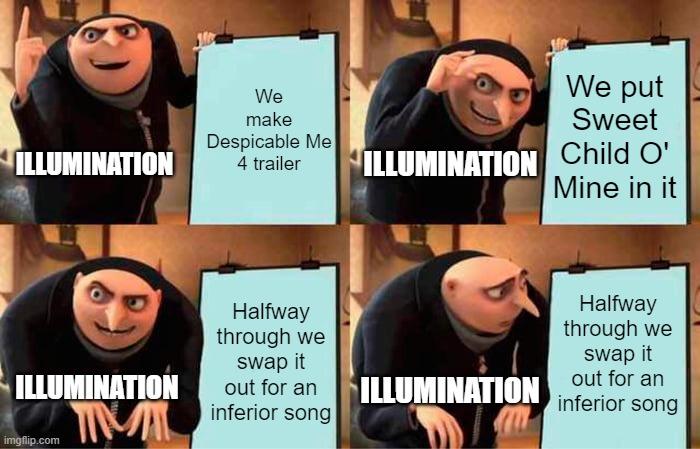 We
make
Despicable Me
4 trailer
ILLUMINATION
We put
Sweet
Child O'
Mine in it
ILLUMINATION
Halfway
through we
swap it
out for an
inferior song
ILLUMINATION
Halfway
through we
swap it
out for an
inferior song
ILLUMINATION
imgflip.com